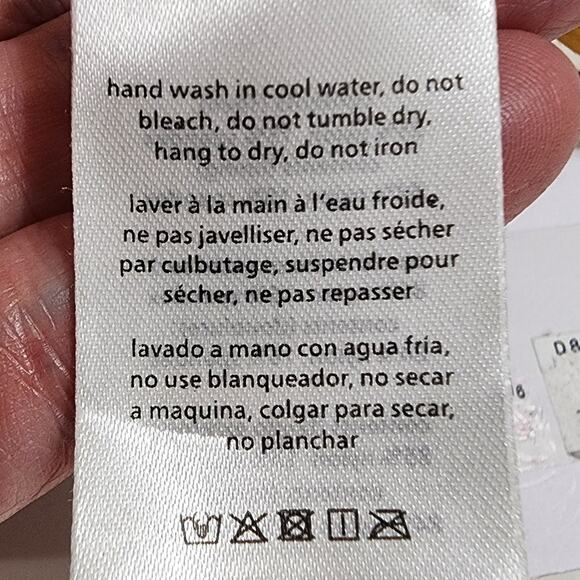 hand wash in cool water, do not
bleach, do not tumble dry,
hang to dry, do not iron
laver à la main à l'eau froide,
ne pas javelliser, ne pas sécher
par culbutage, suspendre pour
sécher, ne pas repasser
lavado a mano con agua fria,
no use blanqueador, no secar
a maquina, colgar para secar,
no planchar
D8
6